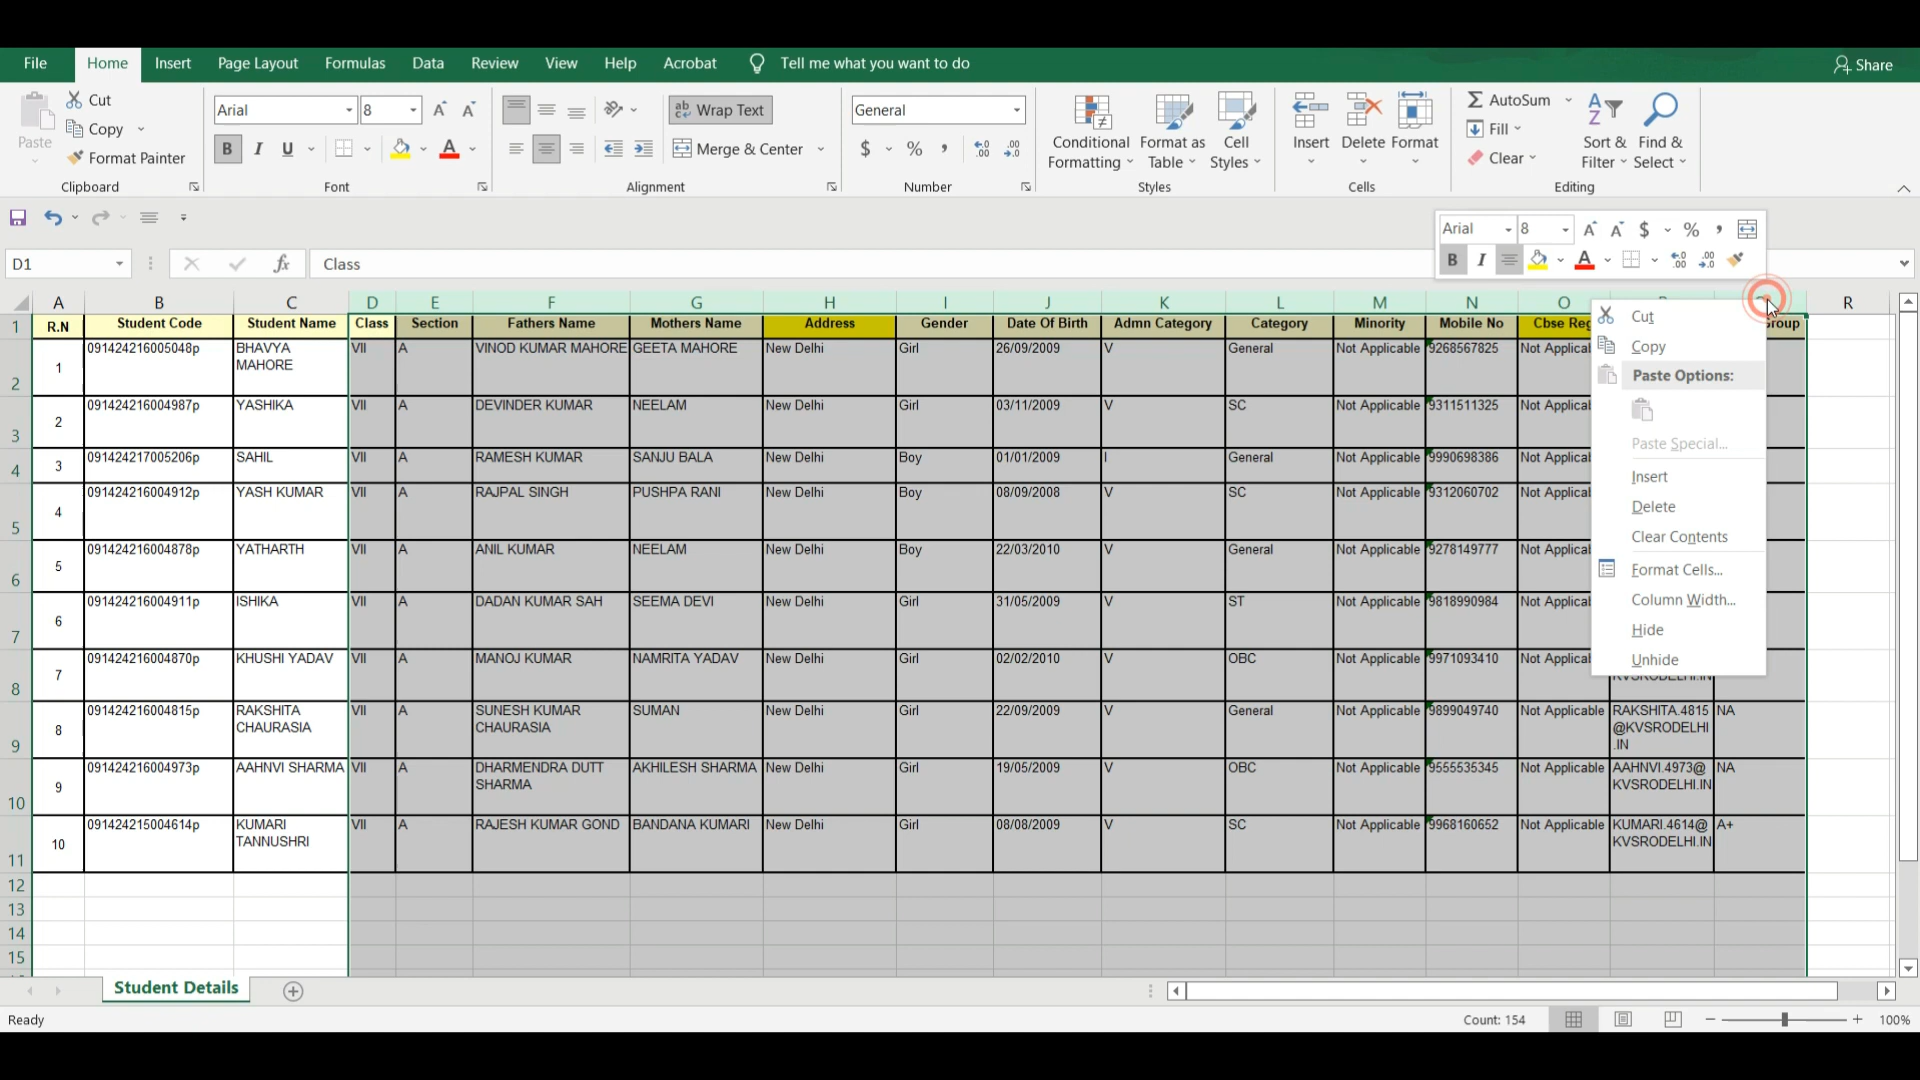 File Home Insert Page Layout Formulas Data Review View Help Acrobat Tell me what you want to do Share
Paste Cut Copy Format Painter Clipboard
Arial 8 B I U A Font
Wrap Text Merge & Center Alignment
General $ % , Number
Conditional Formatting Format as Table Cell Styles Styles
Insert Delete Format Cells
AutoSum Fill Clear Sort & Filter Find & Select Editing
Arial 8 $ % ,
B I A
D1 fx Class
A B C D E F G H I J K L M N O R
1 R.N Student Code Student Name Class Section Fathers Name Mothers Name Address Gender Date Of Birth Admn Category Category Minority Mobile No Cbse Reg Group
2 1 091424216005048p BHAVYA MAHORE VII A VINOD KUMAR MAHORE GEETA MAHORE New Delhi Girl 26/09/2009 V General Not Applicable 9268567825 Not Applicab
3 2 091424216004987p YASHIKA VII A DEVINDER KUMAR NEELAM New Delhi Girl 03/11/2009 V SC Not Applicable 9311511325 Not Applicab
4 3 091424217005206p SAHIL VII A RAMESH KUMAR SANJU BALA New Delhi Boy 01/01/2009 I General Not Applicable 9990698386 Not Applicab
5 4 091424216004912p YASH KUMAR VII A RAJPAL SINGH PUSHPA RANI New Delhi Boy 08/09/2008 V SC Not Applicable 9312060702 Not Applicab
6 5 091424216004878p YATHARTH VII A ANIL KUMAR NEELAM New Delhi Boy 22/03/2010 V General Not Applicable 9278149777 Not Applicab
7 6 091424216004911p ISHIKA VII A DADAN KUMAR SAH SEEMA DEVI New Delhi Girl 31/05/2009 V ST Not Applicable 9818990984 Not Applicab
8 7 091424216004870p KHUSHI YADAV VII A MANOJ KUMAR NAMRITA YADAV New Delhi Girl 02/02/2010 V OBC Not Applicable 9971093410 Not Applicab KVSRODELHI.IN
9 8 091424216004815p RAKSHITA CHAURASIA VII A SUNESH KUMAR CHAURASIA SUMAN New Delhi Girl 22/09/2009 V General Not Applicable 9899049740 Not Applicable RAKSHITA.4815@KVSRODELHI.IN NA
10 9 091424216004973p AAHNVI SHARMA VII A DHARMENDRA DUTT SHARMA AKHILESH SHARMA New Delhi Girl 19/05/2009 V OBC Not Applicable 9555535345 Not Applicable AAHNVI.4973@KVSRODELHI.IN NA
11 10 091424215004614p KUMARI TANNUSHRI VII A RAJESH KUMAR GOND BANDANA KUMARI New Delhi Girl 08/08/2009 V SC Not Applicable 9968160652 Not Applicable KUMARI.4614@KVSRODELHI.IN A+
12
13
14
15
Cut
Copy
Paste Options:
Paste Special...
Insert
Delete
Clear Contents
Format Cells...
Column Width...
Hide
Unhide
Student Details
Ready Count: 154 100%